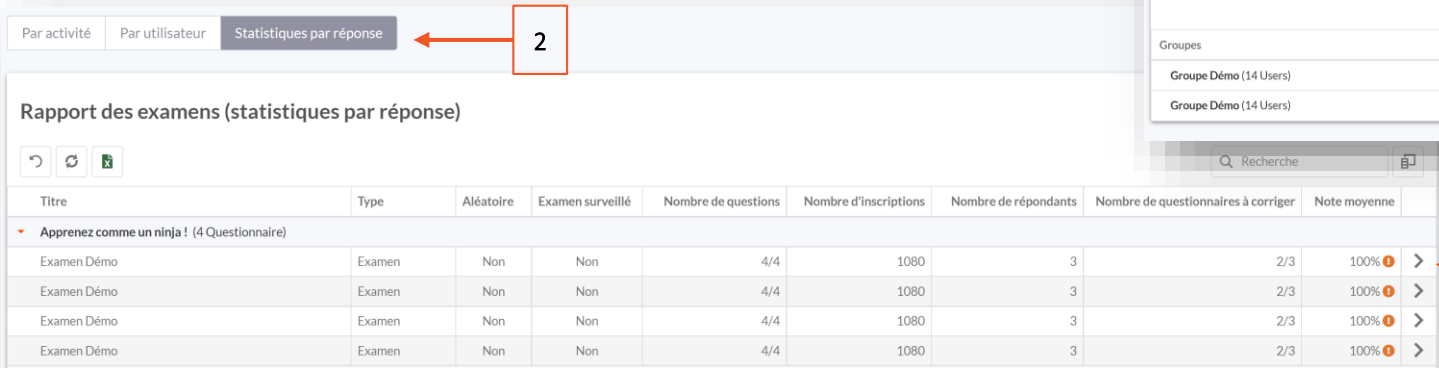 Par activité Par utilisateur Statistiques par réponse
2
Groupes
Groupe Démo (14 Users)
Groupe Démo (14 Users)
Rapport des examens (statistiques par réponse)
Recherche
Titre Type Aléatoire Examen surveillé Nombre de questions Nombre d'inscriptions Nombre de répondants Nombre de questionnaires à corriger Note moyenne
Apprenez comme un ninja ! (4 Questionnaire)
Examen Démo Examen Non Non 4/4 1080 3 2/3 100%
Examen Démo Examen Non Non 4/4 1080 3 2/3 100%
Examen Démo Examen Non Non 4/4 1080 3 2/3 100%
Examen Démo Examen Non Non 4/4 1080 3 2/3 100%